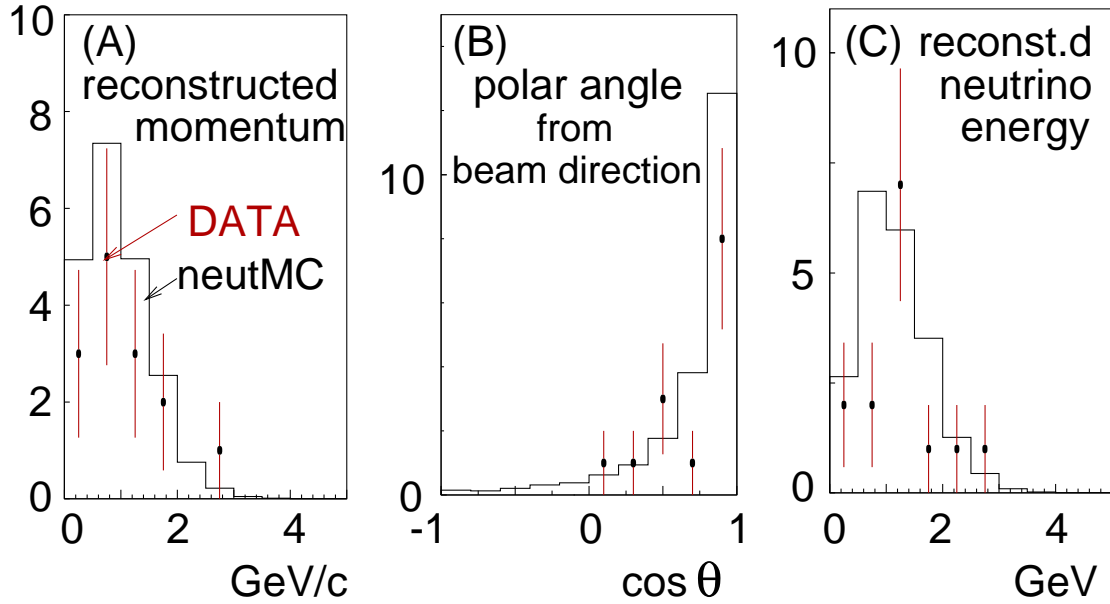 10
8
6
4
2
0
(A)
reconstructed
momentum
DATA
neutMC
0 2 4
GeV/c
10
0
(B)
polar angle
from
beam direction
-1 0 1
cos θ
10
5
0
(C) reconst.d
neutrino
energy
0 2 4
GeV